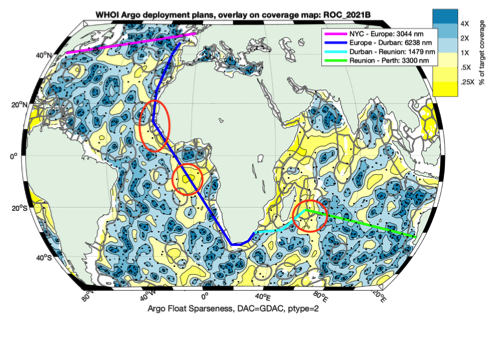 WHOI Argo deployment plans, overlay on coverage map: ROC_2021B
NYC - Europe: 3044 nm
Europe - Durban: 6238 nm
Durban - Reunion: 1479 nm
Reunion - Perth: 3300 nm
4X
2X
1X
.5X
.25X
% of target coverage
40°N
20°N
0°
20°S
40°S
80°W
40°W
0°E
40°E
80°E
120°E
Argo Float Sparseness, DAC=GDAC, ptype=2